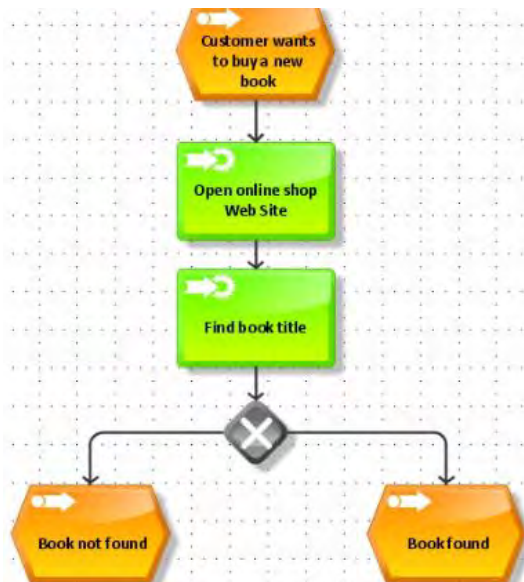 Customer wants
to buy a new
book
Open online shop
Web Site
Find book title
Book not found
Book found